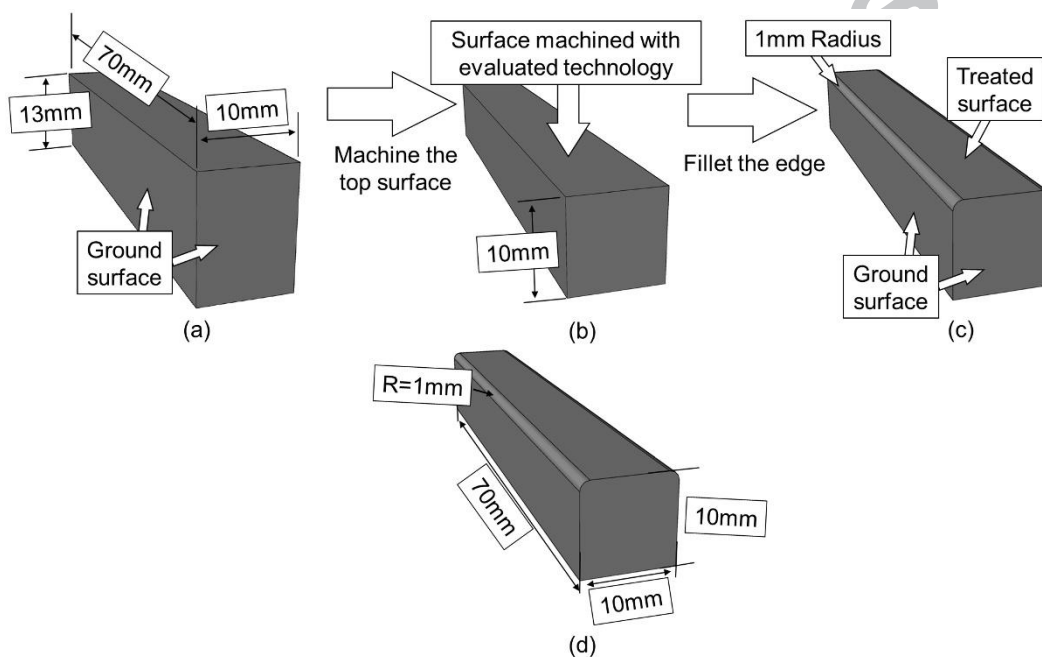 70mm
13mm
10mm
Ground
surface
(a)
Machine the
top surface
Surface machined with
evaluated technology
10mm
(b)
Fillet the edge
1mm Radius
Treated
surface
Ground
surface
(c)
R=1mm
70mm
10mm
10mm
(d)